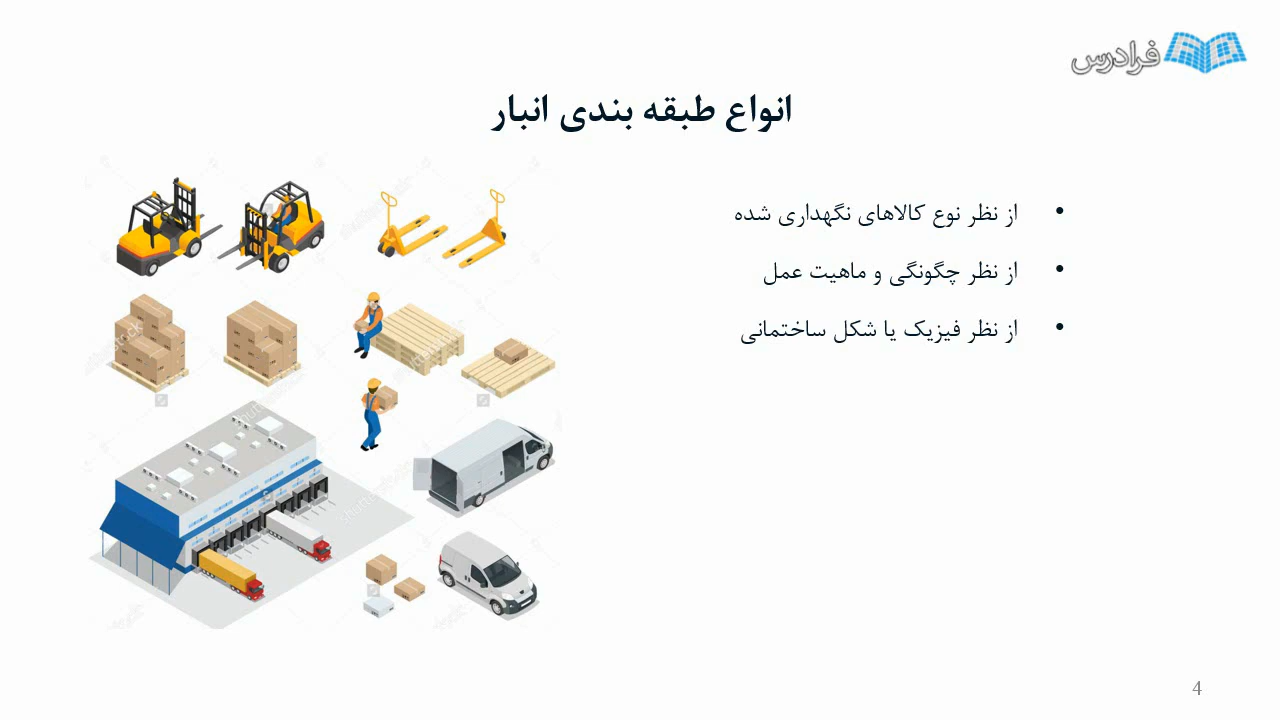 فرادرس
انواع طبقه بندی انبار
• از نظر نوع کالاهای نگهداری شده
• از نظر چگونگی و ماهیت عمل
• از نظر فیزیک یا شکل ساختمانی
4